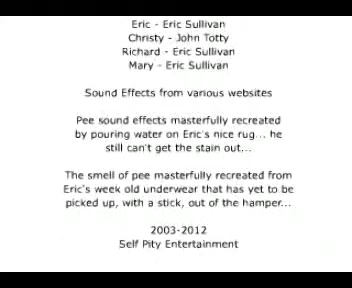 Eric - Eric Sullivan
Christy - John Totty
Richard - Eric Sullivan
Mary - Eric Sullivan
Sound Effects from various websites
Pee sound effects masterfully recreated
by pouring water on Eric's nice rug... he
still can't get the stain out...
The smell of pee masterfully recreated from
Eric's week old underwear that has yet to be
picked up, with a stick, out of the hamper...
2003-2012
Self Pity Entertainment